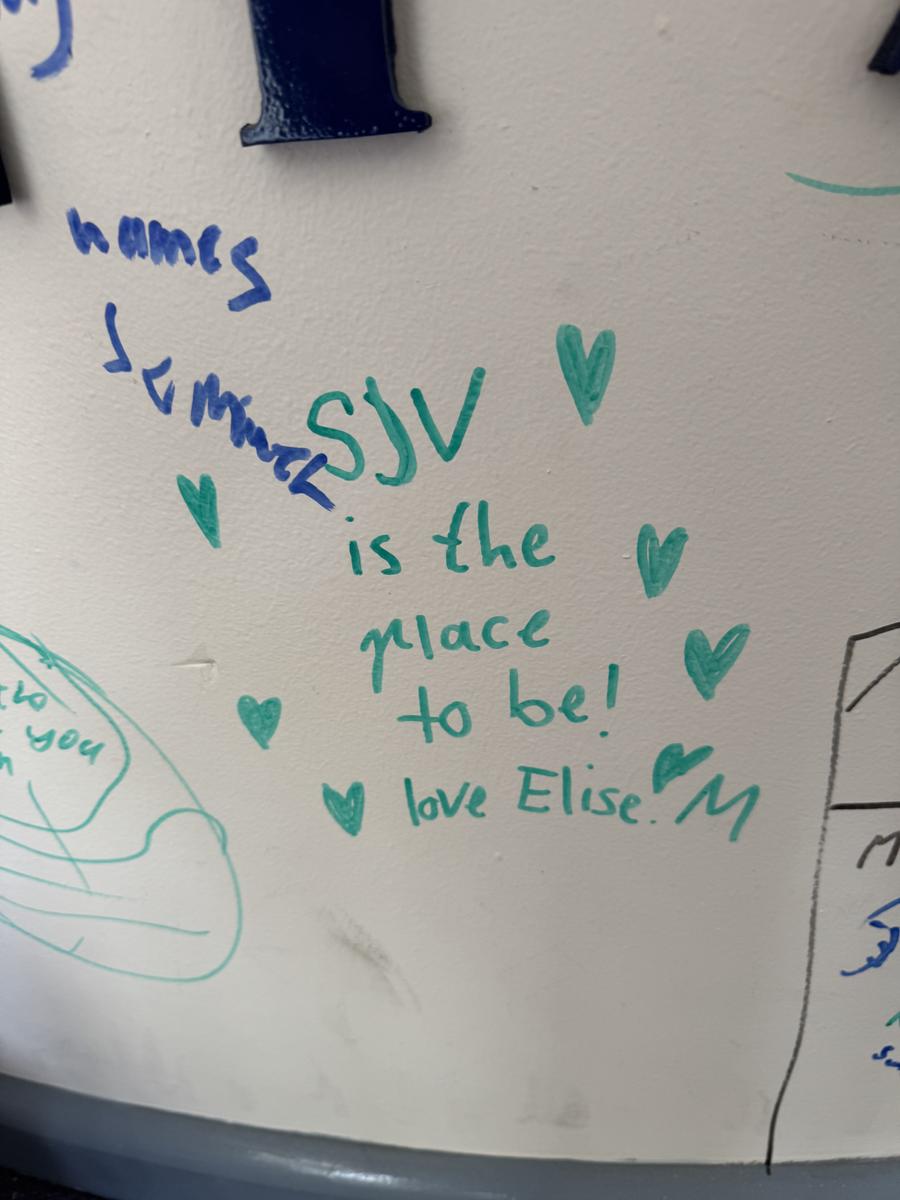 names
SJV
is the
place
to be!
love Elise. M
you